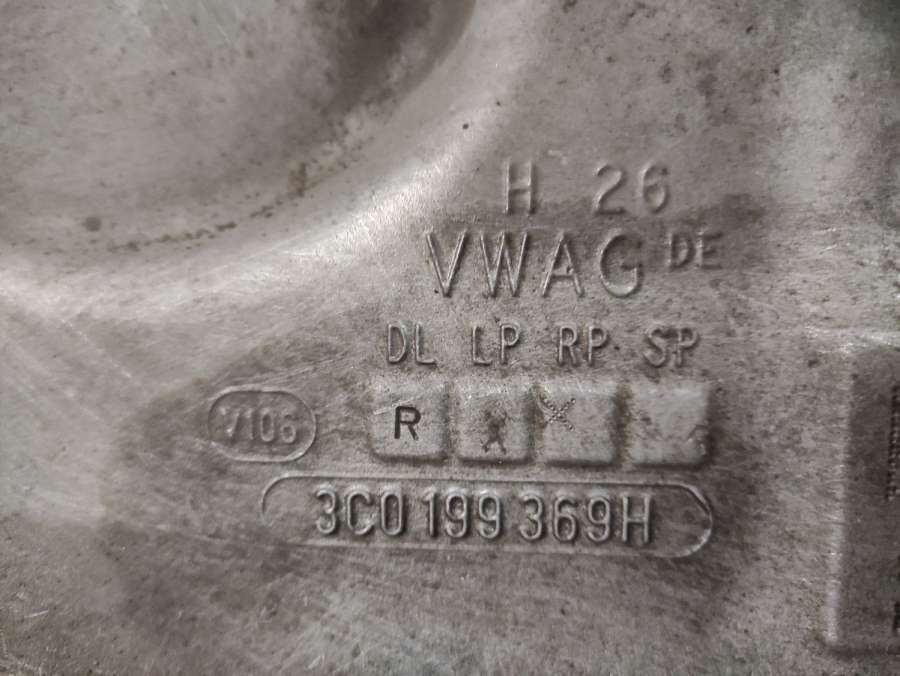 H 26
VWAG DE
DL LP RP SP
V106 R
3C0 199 369H